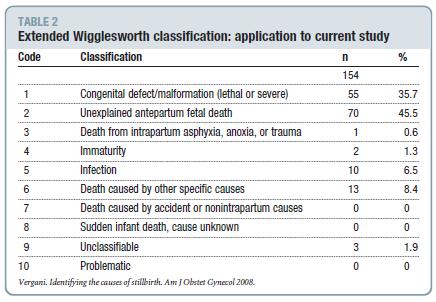 TABLE 2
Extended Wigglesworth classification: application to current study
Code Classification n %
154
1 Congenital defect/malformation (lethal or severe) 55 35.7
2 Unexplained antepartum fetal death 70 45.5
3 Death from intrapartum asphyxia, anoxia, or trauma 1 0.6
4 Immaturity 2 1.3
5 Infection 10 6.5
6 Death caused by other specific causes 13 8.4
7 Death caused by accident or nonintrapartum causes 0 0
8 Sudden infant death, cause unknown 0 0
9 Unclassifiable 3 1.9
10 Problematic 0 0
Vergani. Identifying the causes of stillbirth. Am J Obstet Gynecol 2008.